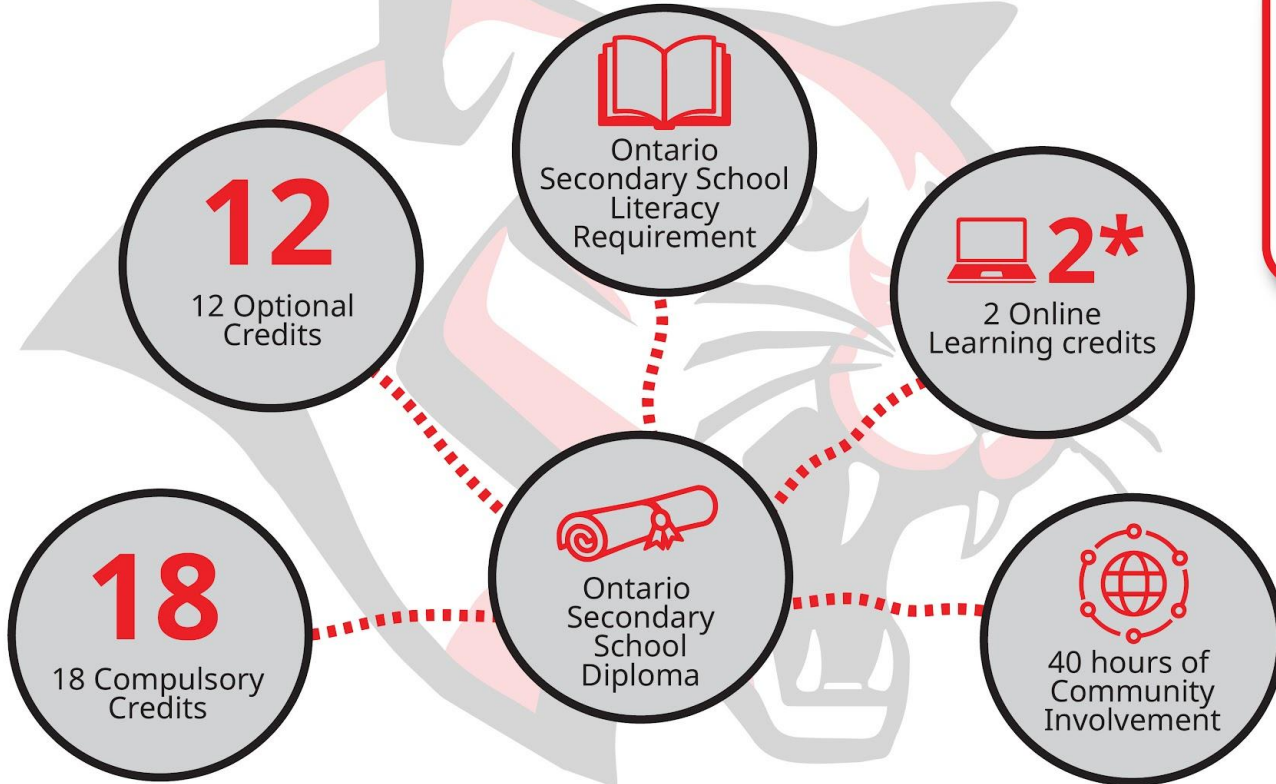 Ontario
Secondary School
Literacy
Requirement
12
12 Optional
Credits
2*
2 Online
Learning credits
18
18 Compulsory
Credits
Ontario
Secondary
School
Diploma
40 hours of
Community
Involvement